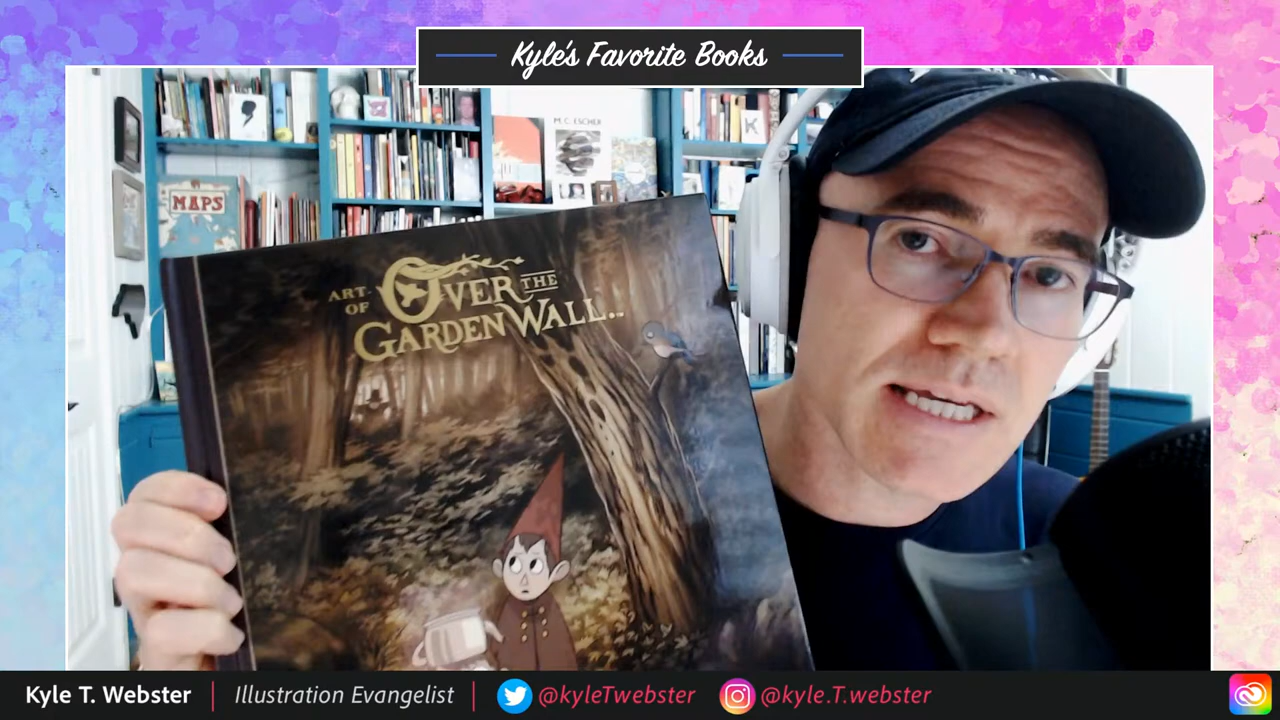 Kyle's Favorite Books
M.C. ESCHER
MAPS
K
ART OF OVER THE
GARDEN WALL..
Kyle T. Webster | Illustration Evangelist | @kyleTwebster @kyle.T.webster